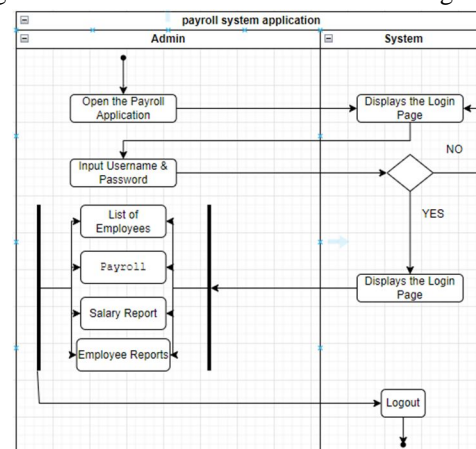 payroll system application
Admin
System
Open the Payroll
Application
Displays the Login
Page
Input Username &
Password
NO
YES
List of
Employees
Payroll
Salary Report
Employee Reports
Displays the Login
Page
Logout